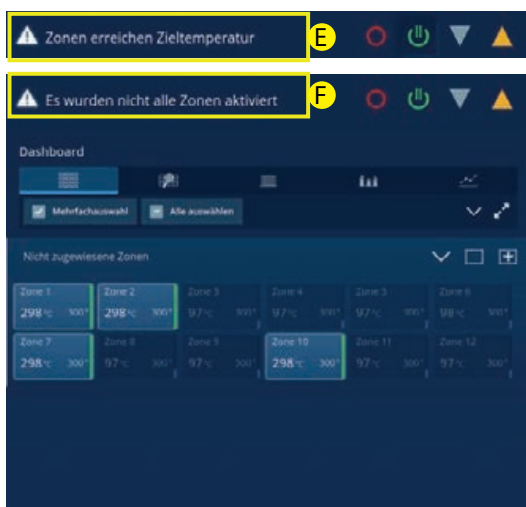 Zonen erreichen Zieltemperatur E
Es wurden nicht alle Zonen aktiviert F
Dashboard
Mehrfachauswahl Alle auswählen
Nicht zugewiesene Zonen
Zone 1 Zone 2 Zone 3 Zone 4 Zone 5 Zone 6
298 °C 300° 298 °C 300° 97 °C 300° 97 °C 300° 97 °C 300° 98 °C 300°
Zone 7 Zone 8 Zone 9 Zone 10 Zone 11 Zone 12
298 °C 300° 97 °C 300° 97 °C 300° 298 °C 300° 97 °C 300° 97 °C 300°